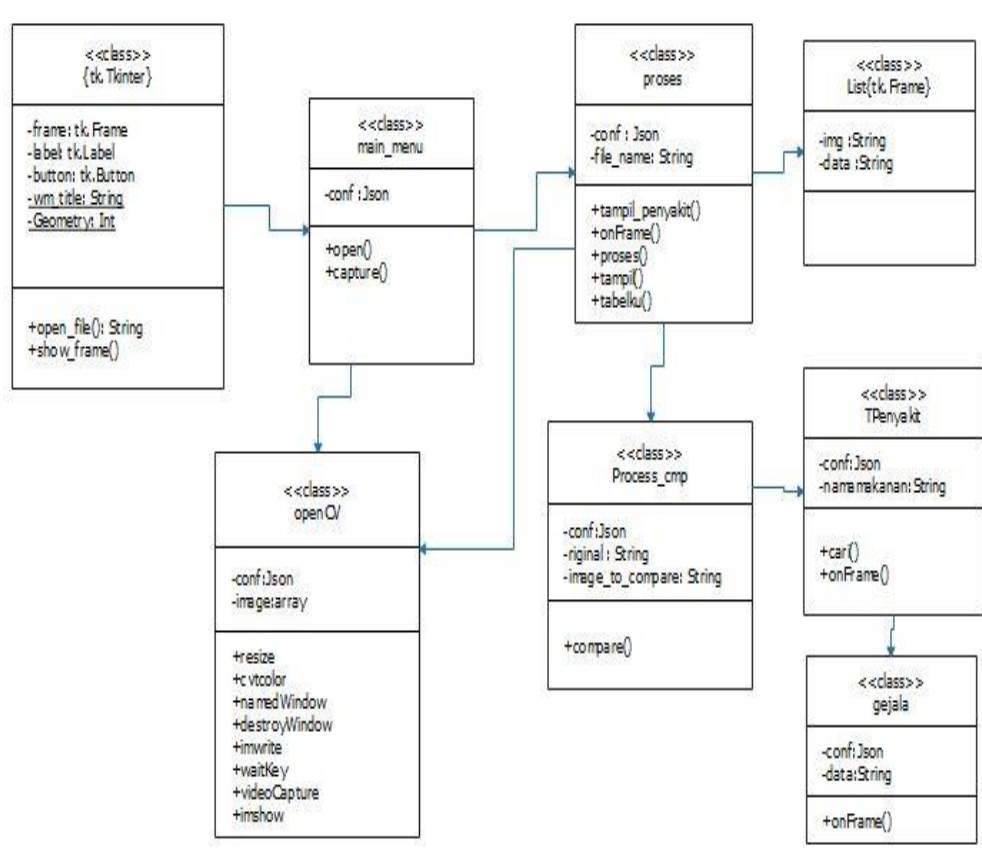 <<class>>
{tk. Tkinter}
-frame: tk. Frame
-label: tk.Label
-button: tk.Button
-wm_title: String
-Geometry: Int
+open_file(): String
+show_frame()
<<class>>
main_menu
-conf :Json
+open()
+capture()
<<class>>
proses
-conf : Json
-file_name: String
+tampil_penyakit()
+onFrame()
+proses()
+tampil()
+tabelku()
<<class>>
List{tk. Frame}
-img :String
-data :String
<<class>>
openCV
-conf:Json
-image:array
+resize
+cvtcolor
+namedWindow
+destroyWindow
+imwrite
+waitKey
+videoCapture
+imshow
<<class>>
Process_cmp
-conf:Json
-riginal : String
-image_to_compare: String
+compare()
<<class>>
TPenyakit
-conf:Json
-namamakanan: String
+cari()
+onFrame()
<<class>>
gejala
-conf:Json
-data:String
+onFrame()